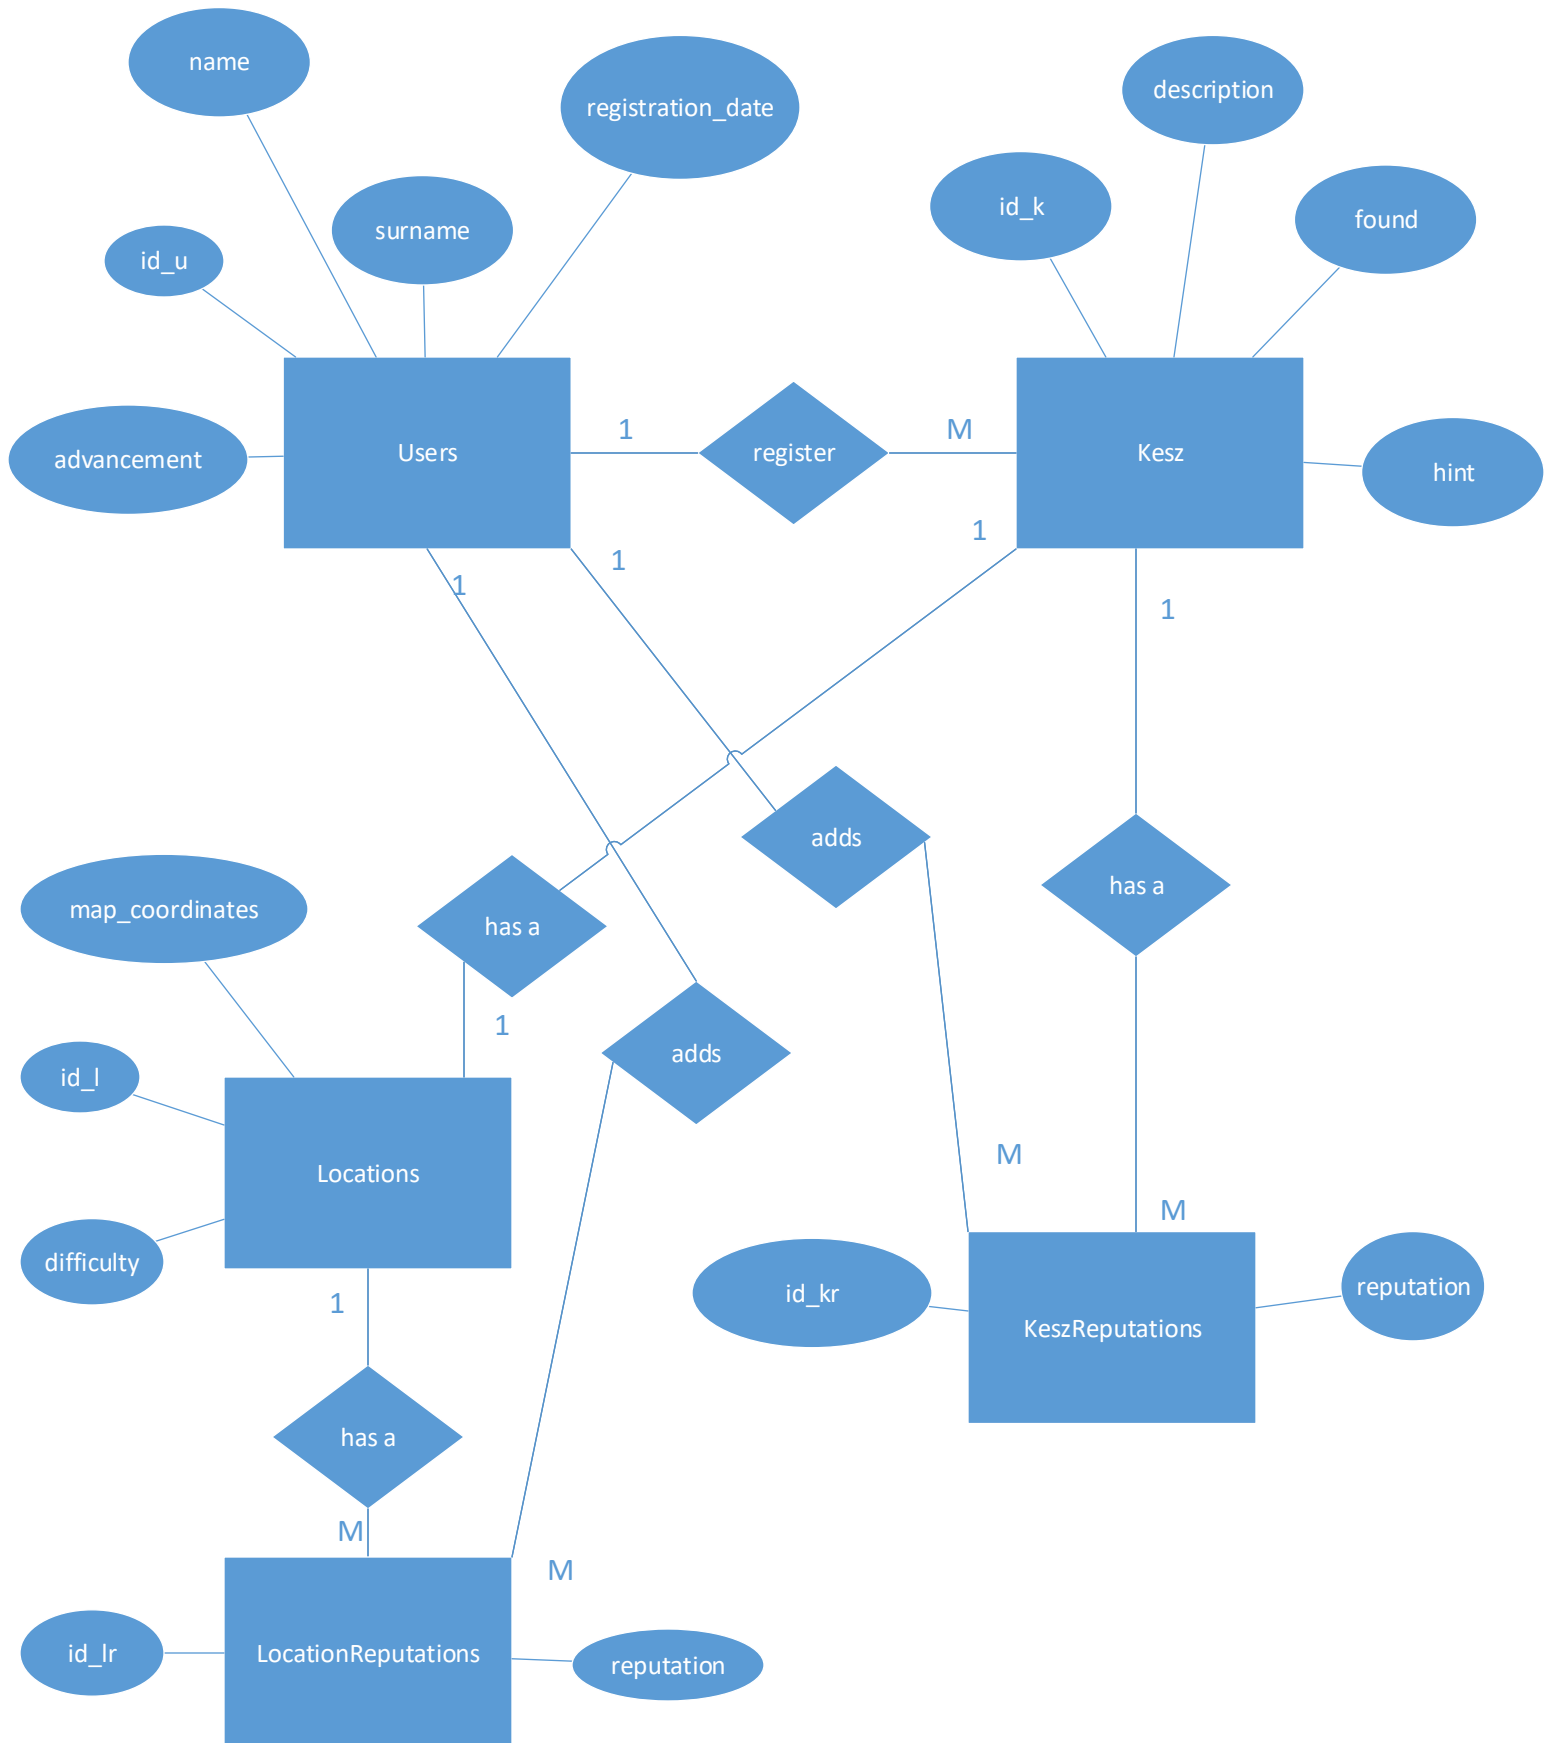 name
registration_date
description
id_k
found
surname
id_u
Users
1
register
M
Kesz
advancement
hint
1
1
1
1
adds
has a
map_coordinates
has a
1
adds
id_l
Locations
M
M
difficulty
1
id_kr
KeszReputations
reputation
has a
M
M
id_lr
LocationReputations
reputation